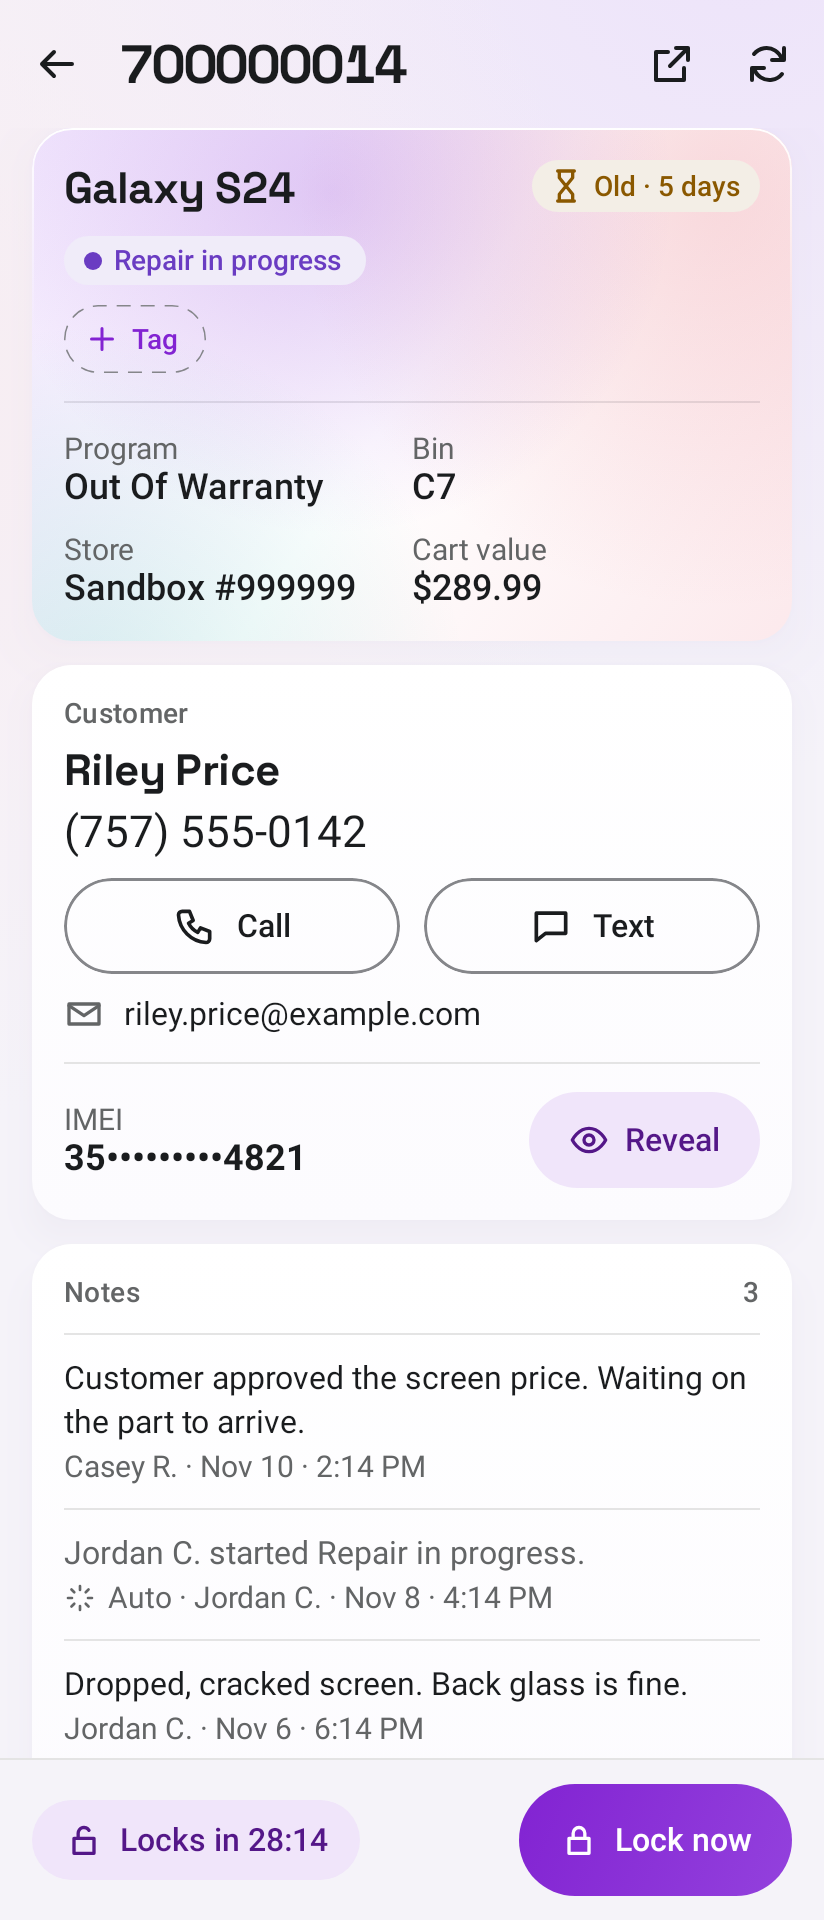 700000014
Galaxy S24
Old · 5 days
Repair in progress
Tag
Program
Bin
Out Of Warranty
C7
Store
Cart value
Sandbox #999999
$289.99
Customer
Riley Price
(757) 555-0142
Call
Text
riley.price@example.com
IMEI
35•••••••••4821
Reveal
Notes
3
Customer approved the screen price. Waiting on
the part to arrive.
Casey R. · Nov 10 · 2:14 PM
Jordan C. started Repair in progress.
Auto · Jordan C. · Nov 8 · 4:14 PM
Dropped, cracked screen. Back glass is fine.
Jordan C. · Nov 6 · 6:14 PM
Locks in 28:14
Lock now